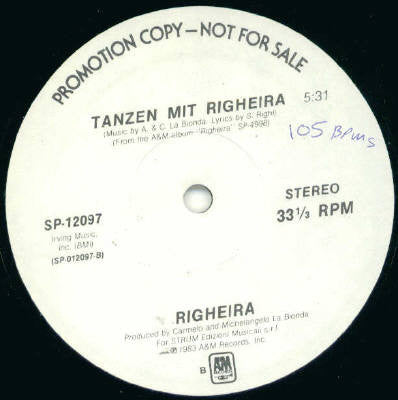 PROMOTION COPY — NOT FOR SALE
TANZEN MIT RIGHEIRA 5:31
(Music by A. & C. La Bionda, Lyrics by S. Righi)
(From the A&M album "Righeira" SP-4998)
105 BPMs
SP-12097
Irving Music,
Inc. (BMI)
(SP-012097-B)
STEREO
33⅓ RPM
RIGHEIRA
Produced by Carmelo and Michelangelo La Bionda
For STRUM Edizioni Musicali s.r.l.
℗ 1983 A&M Records, Inc.
B A&M